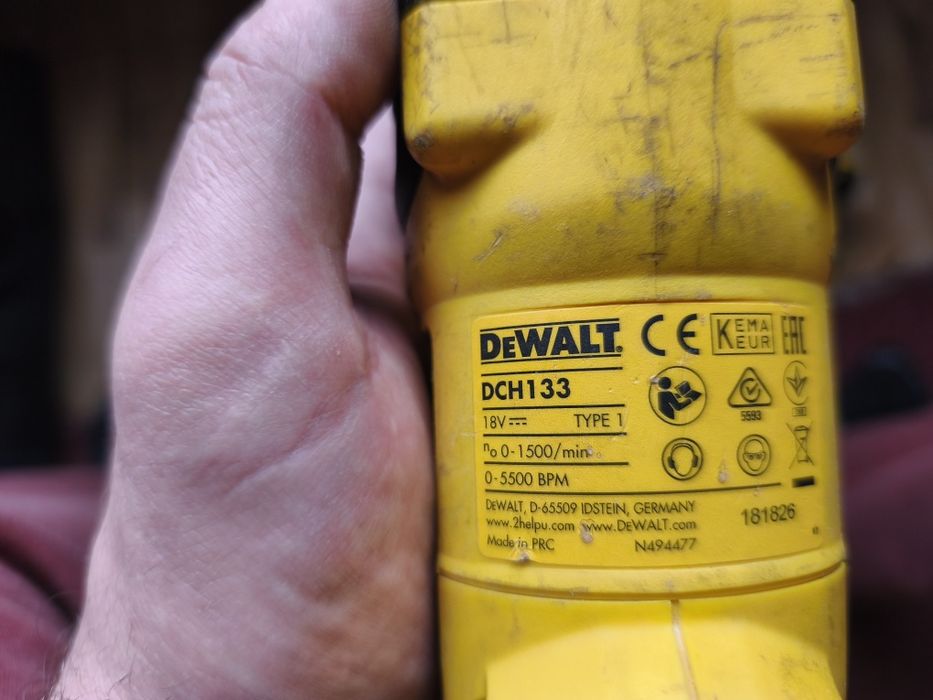 DEWALT®
CE KEMA EUR EAC
DCH133
18V TYPE 1
5593
n₀ 0-1500/min
0-5500 BPM
DEWALT, D-65509 IDSTEIN, GERMANY
www.2helpu.com www.DEWALT.com
181826
Made in PRC N494477